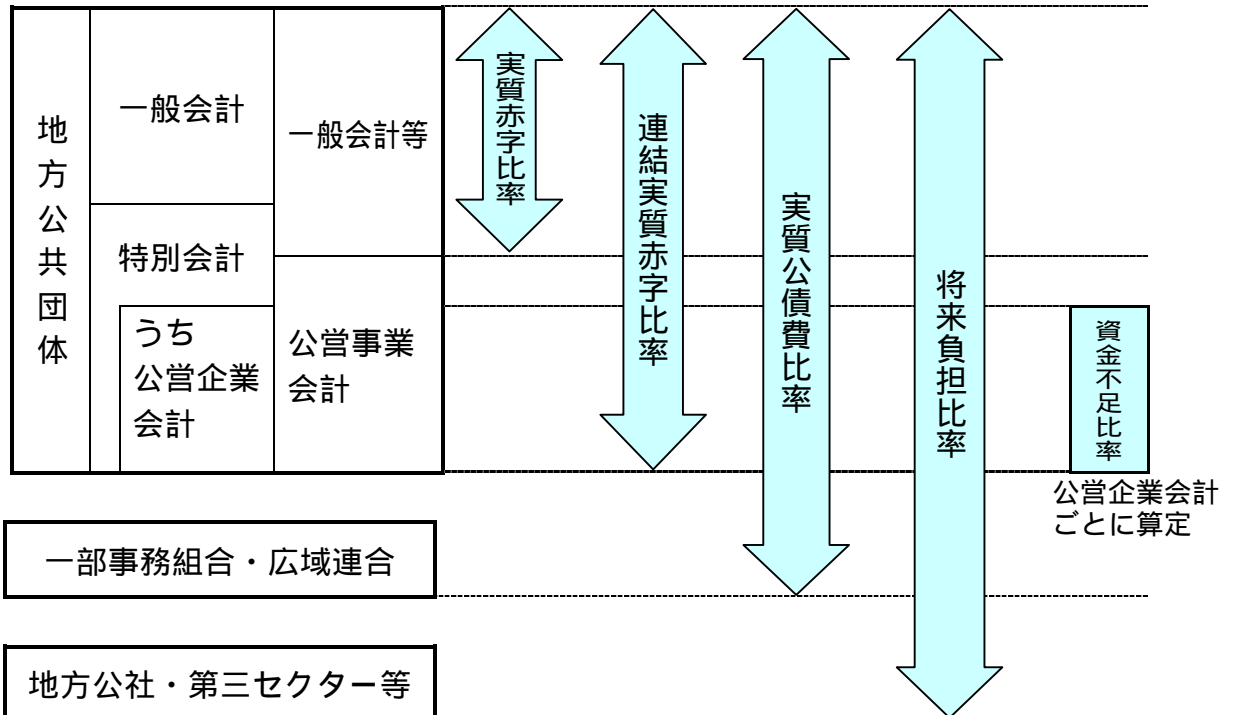 地方公共団体
一般会計
特別会計
うち
公営企業
会計
一般会計等
公営事業
会計
実質赤字比率
連結実質赤字比率
実質公債費比率
将来負担比率
資金不足比率
公営企業会計
ごとに算定
一部事務組合・広域連合
地方公社・第三セクター等